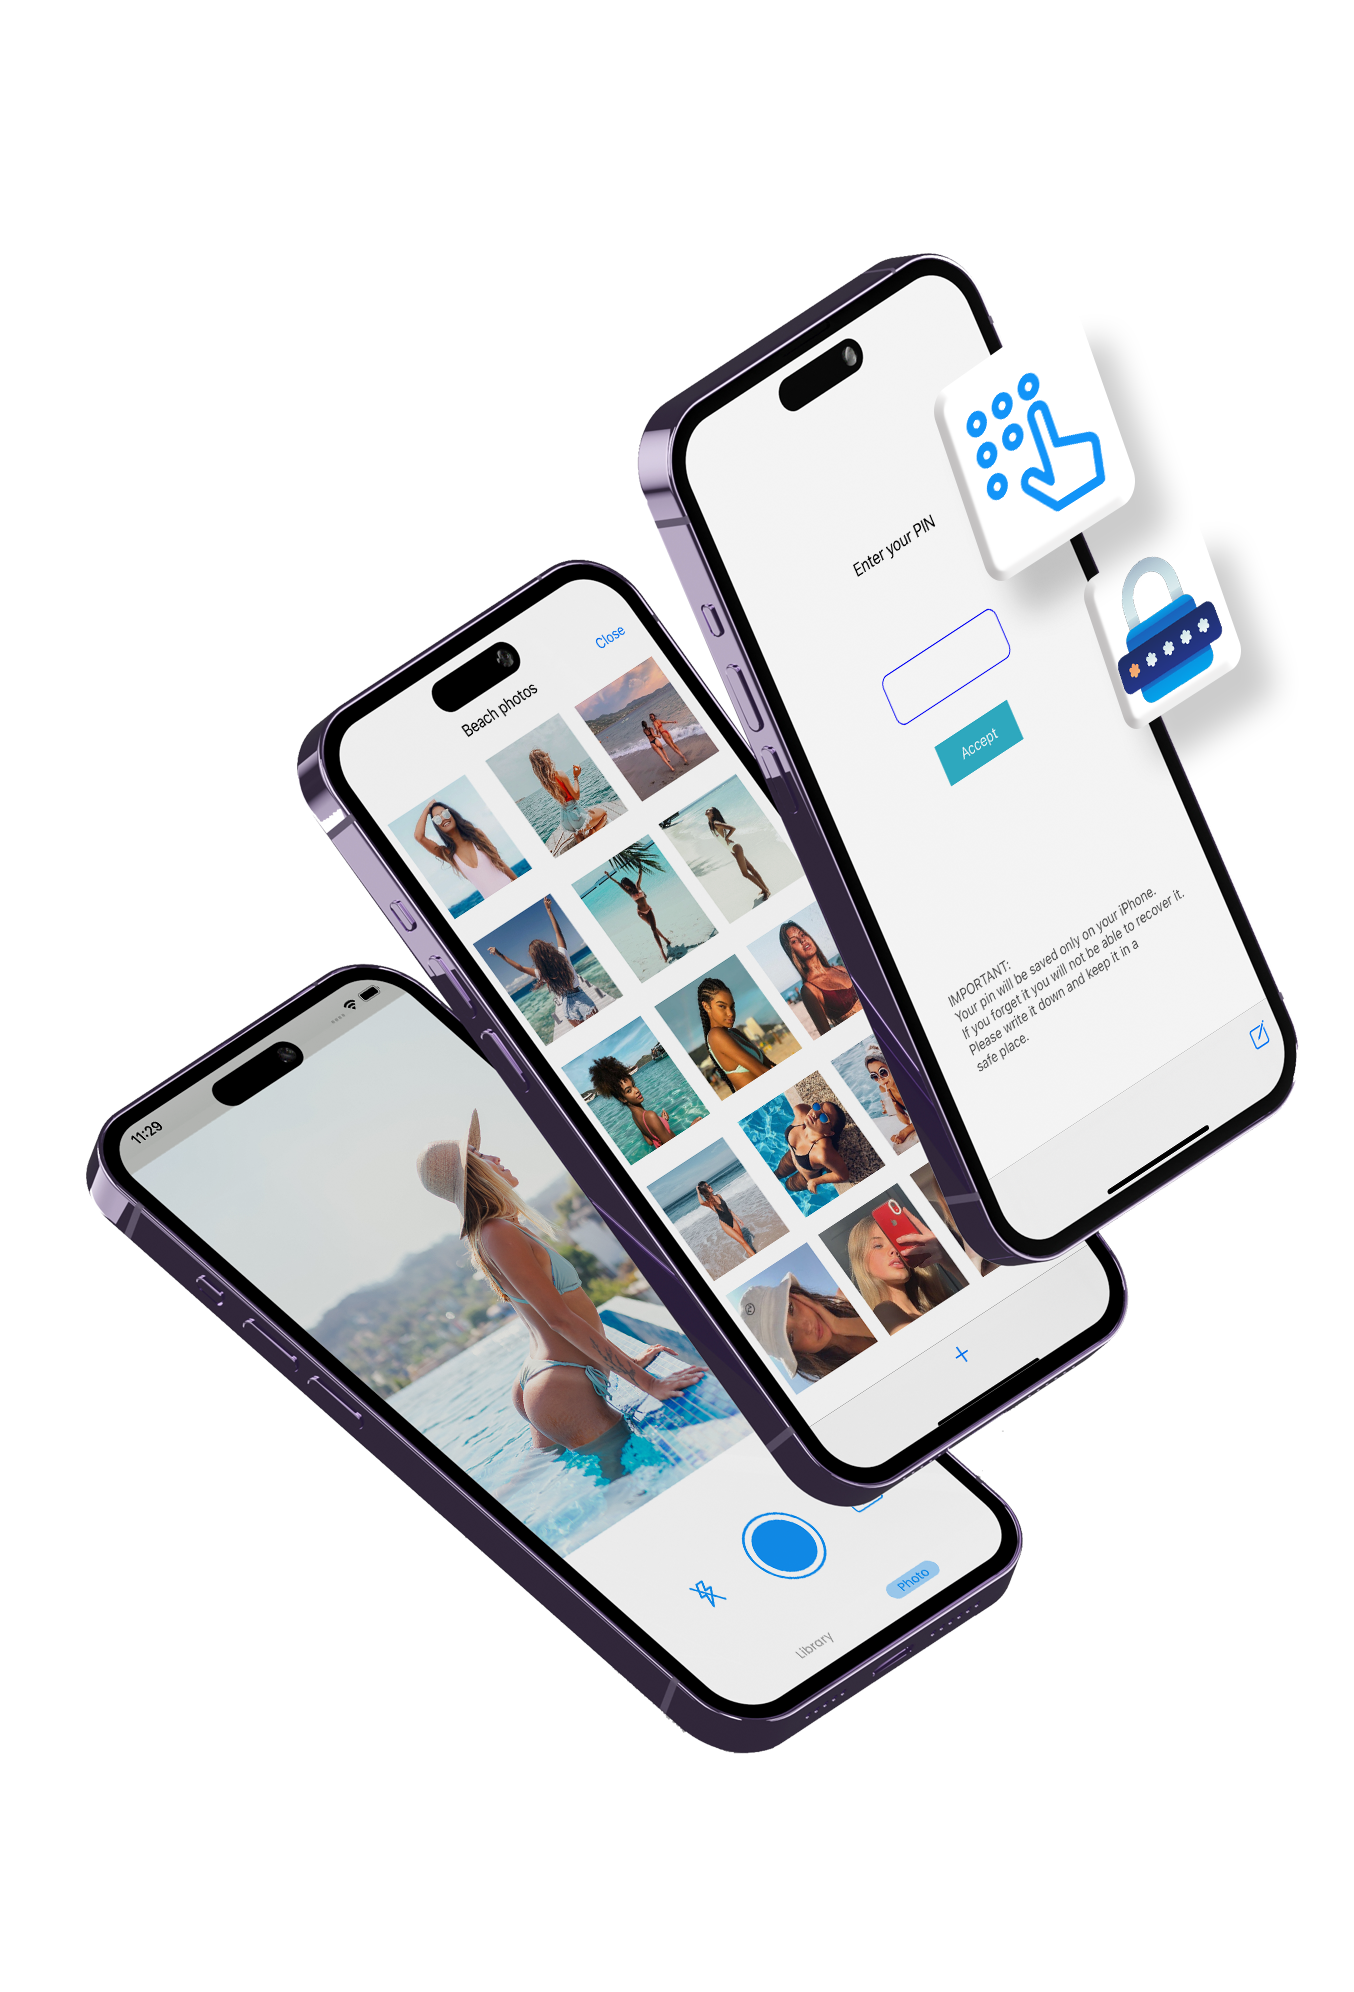 Enter your PIN
Accept
IMPORTANT:
Your pin will be saved only on your iPhone.
If you forget it you will not be able to recover it.
Please write it down and keep it in a
safe place.
Close
Beach photos
11:29
Photo
Library